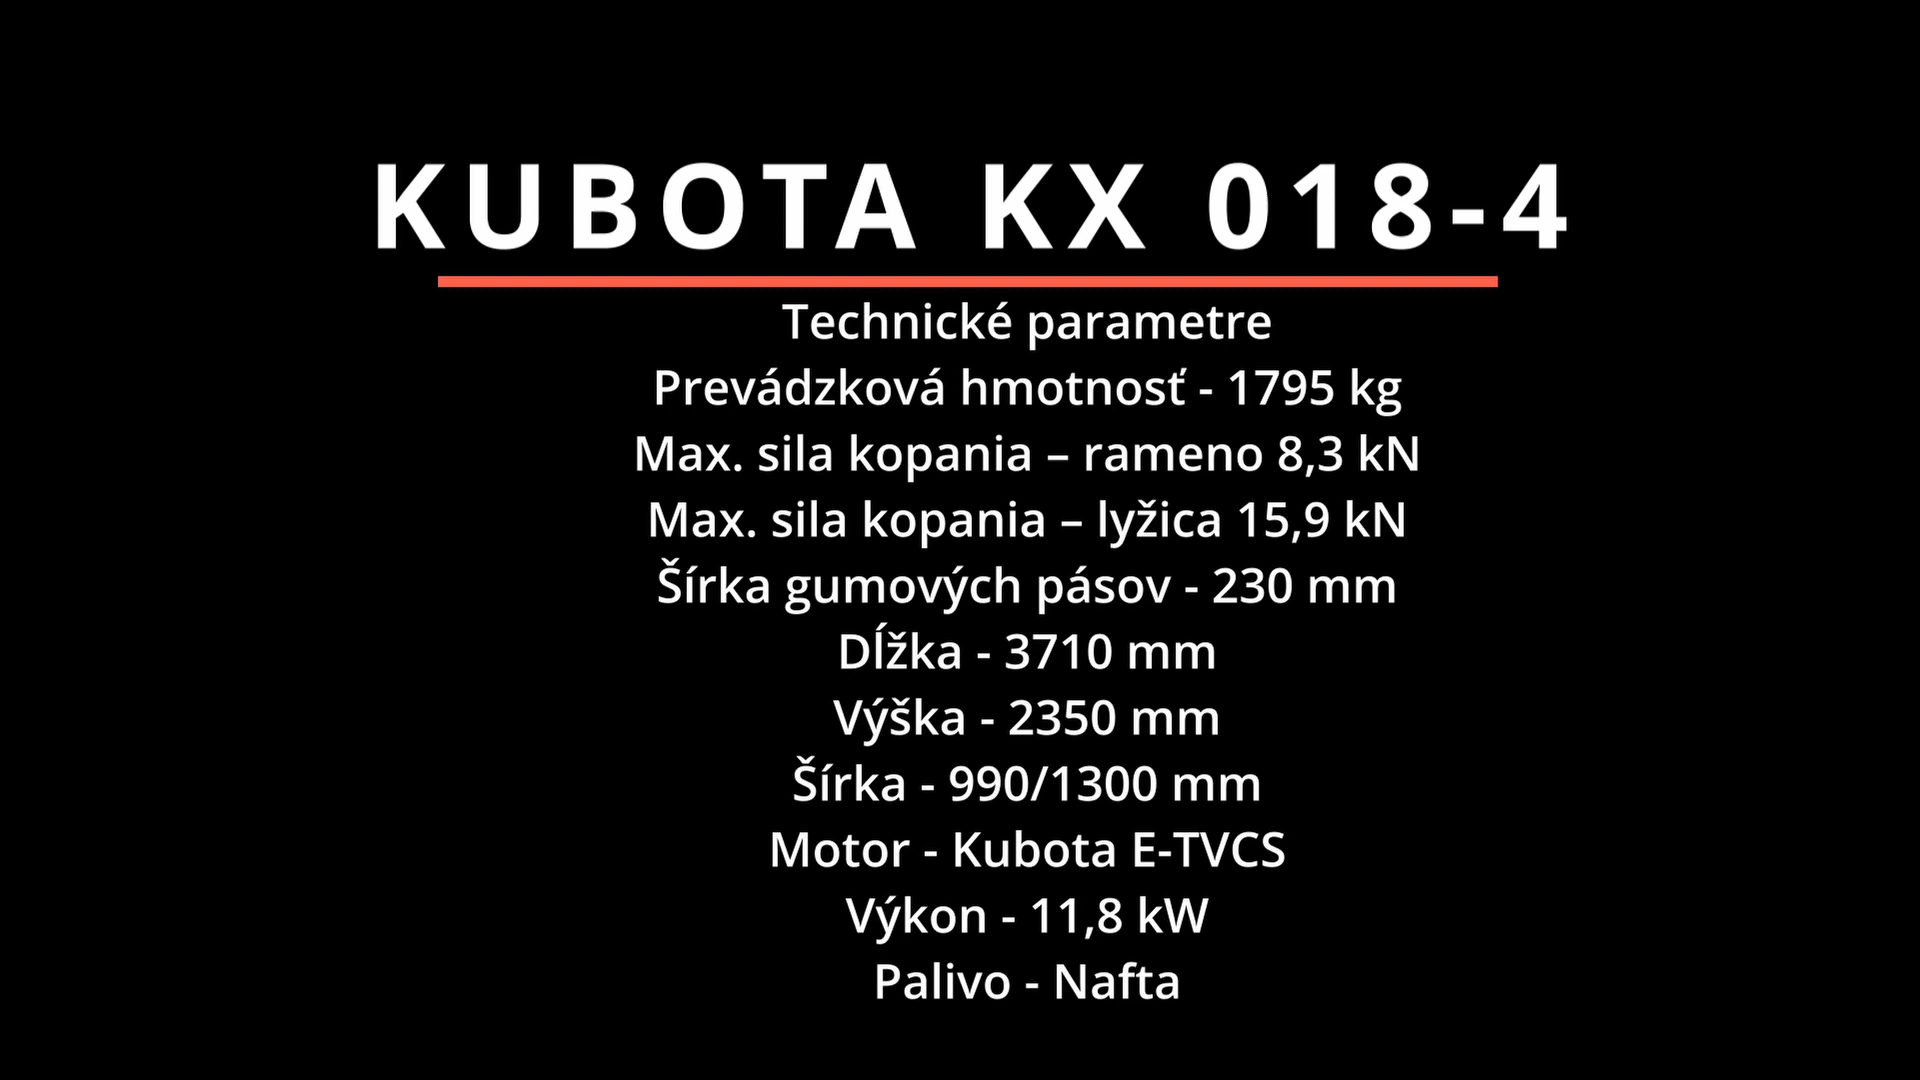 KUBOTA KX 018-4
Technické parametre
Prevádzková hmotnosť - 1795 kg
Max. sila kopania – rameno 8,3 kN
Max. sila kopania – lyžica 15,9 kN
Šírka gumových pásov - 230 mm
Dĺžka - 3710 mm
Výška - 2350 mm
Šírka - 990/1300 mm
Motor - Kubota E-TVCS
Výkon - 11,8 kW
Palivo - Nafta